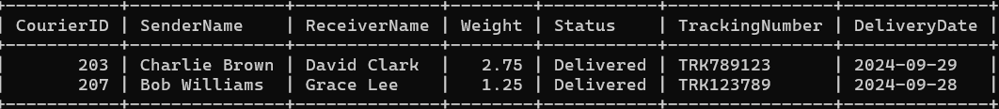 CourierID | SenderName | ReceiverName | Weight | Status | TrackingNumber | DeliveryDate |
203 | Charlie Brown | David Clark | 2.75 | Delivered | TRK789123 | 2024-09-29 |
207 | Bob Williams | Grace Lee | 1.25 | Delivered | TRK123789 | 2024-09-28 |